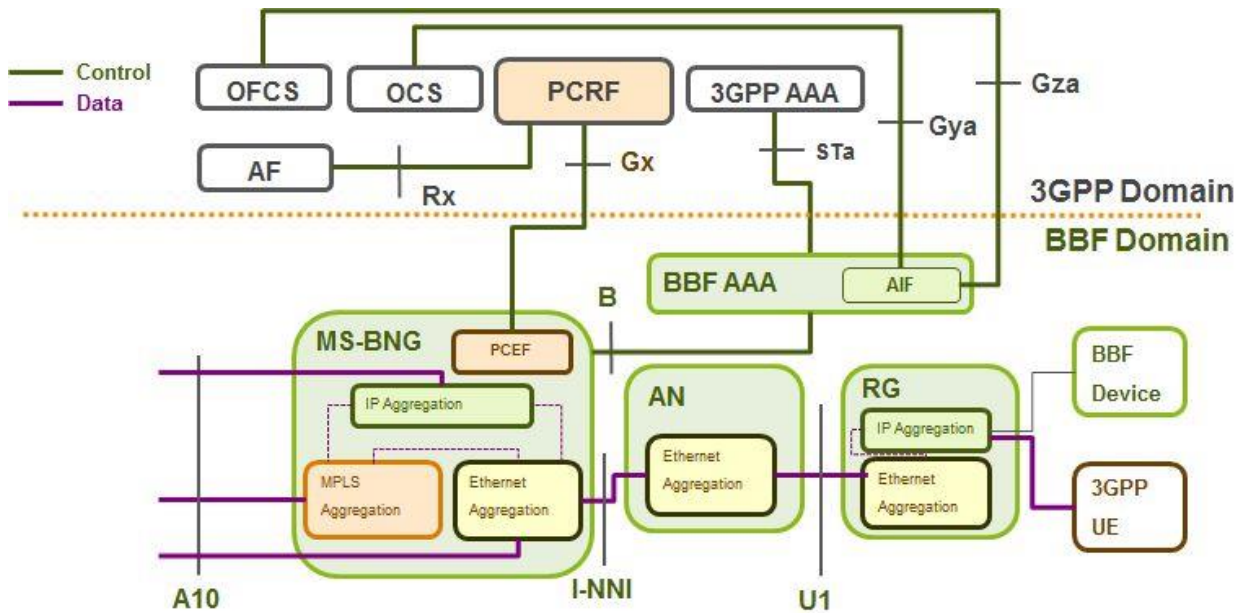 Control
Data
OFCS
OCS
PCRF
3GPP AAA
Gza
Gya
AF
Rx
Gx
STa
3GPP Domain
BBF Domain
BBF AAA
AIF
B
MS-BNG
PCEF
IP Aggregation
MPLS
Aggregation
Ethernet
Aggregation
AN
Ethernet
Aggregation
RG
IP Aggregation
Ethernet
Aggregation
BBF
Device
3GPP
UE
A10
I-NNI
U1